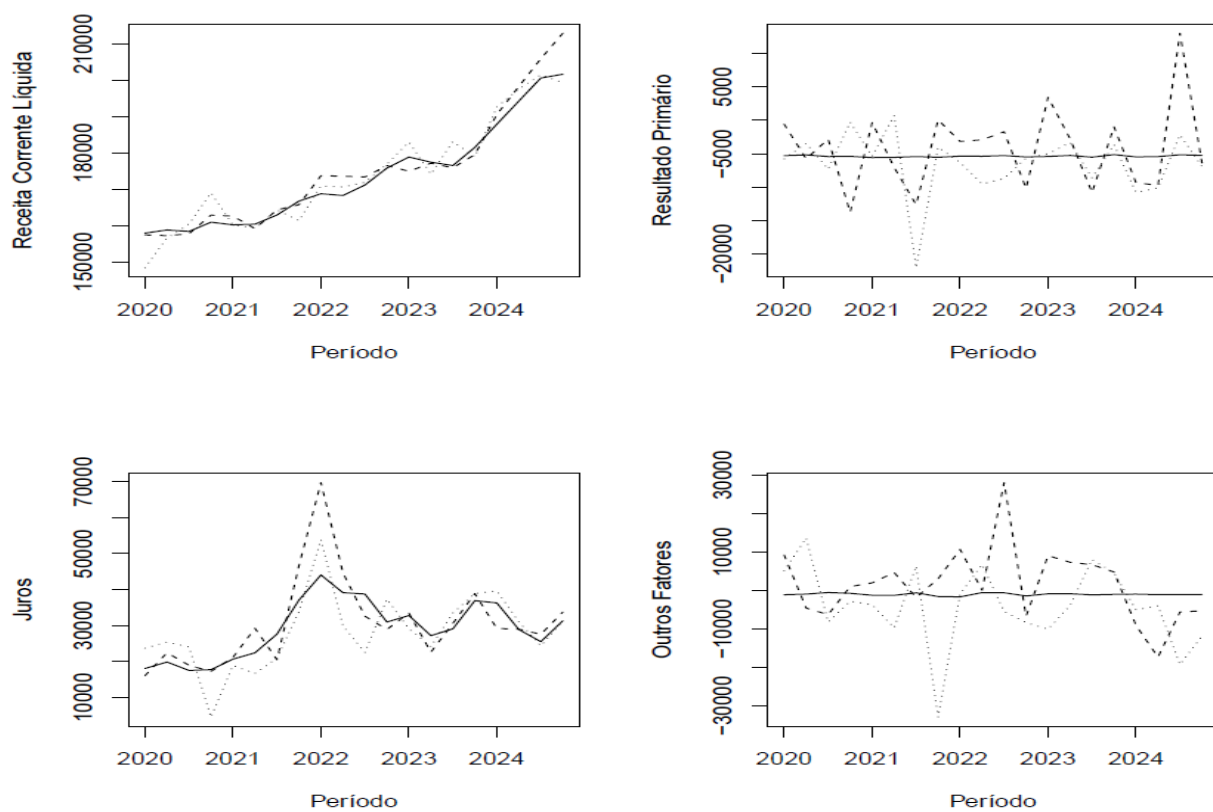 Receita Corrente Líquida
210000
180000
150000
2020 2021 2022 2023 2024
Período
Resultado Primário
5000
−5000
−20000
2020 2021 2022 2023 2024
Período
Juros
70000
50000
30000
10000
2020 2021 2022 2023 2024
Período
Outros Fatores
30000
10000
−10000
−30000
2020 2021 2022 2023 2024
Período